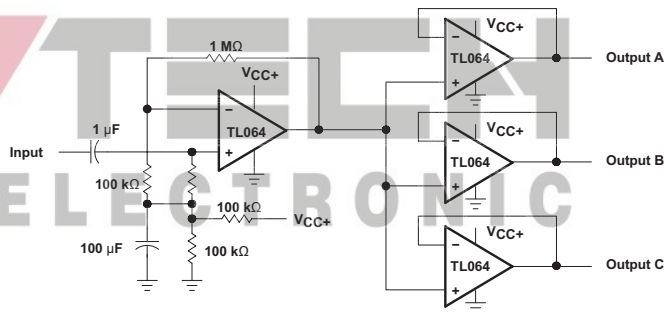 VTECH
ELECTRONIC
1 MΩ
VCC+
−
TL064
+
1 µF
Input
100 kΩ
100 kΩ
VCC+
100 µF
100 kΩ
VCC+
−
TL064
+
Output A
VCC+
−
TL064
+
Output B
VCC+
−
TL064
+
Output C